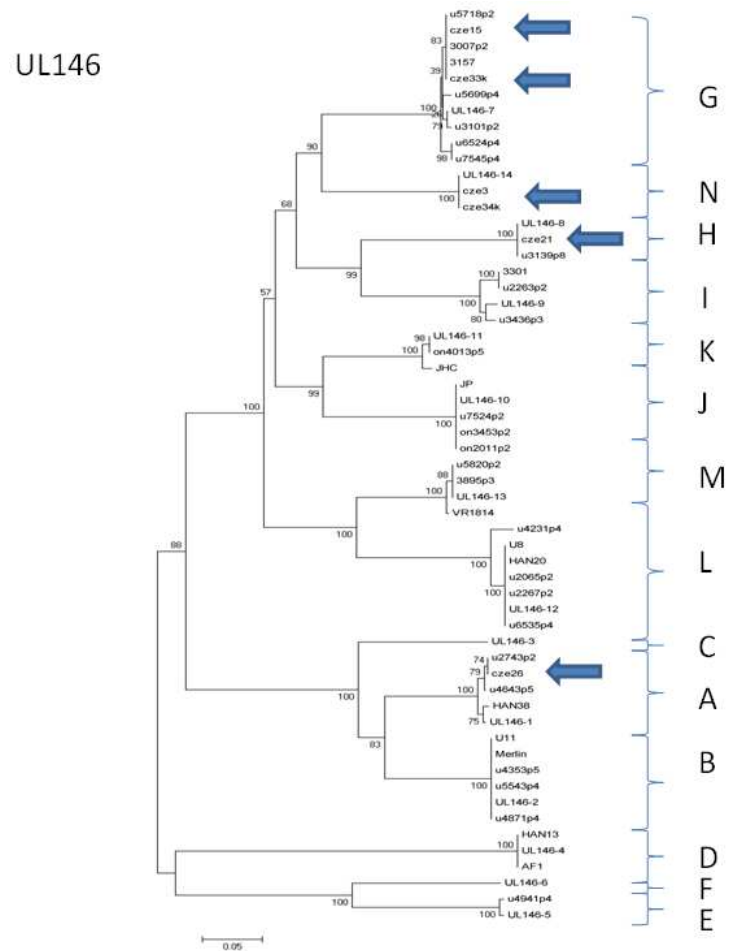 UL146
u5718p2
83
cze15
3007p2
3157
39
cze33k
G
u5699p4
100
UL146-7
79
u3101p2
u6524p4
90
98
u7545p4
UL146-14
N
cze3
100
cze34k
68
UL146-8
H
100
cze21
u3139p8
99
100
3301
u2263p2
I
57
100
UL146-9
80
u3436p3
98
UL146-11
K
on4013p5
100
JHC
99
JP
UL146-10
J
u7524p2
100
100
on3453p2
on2011p2
u5820p2
88
3895p3
M
100
UL146-13
VR1814
100
u4231p4
U8
88
100
HAN20
L
u2065p2
100
u2267p2
UL146-12
u6535p4
UL146-3
C
74
u2743p2
79
cze26
100
u4643p5
A
100
HAN38
75
UL146-1
83
U11
Merlin
B
u4353p5
100
u5543p4
UL146-2
u4871p4
HAN13
100
UL146-4
D
AF1
UL146-6
F
100
u4941p4
100
UL146-5
E
0.05